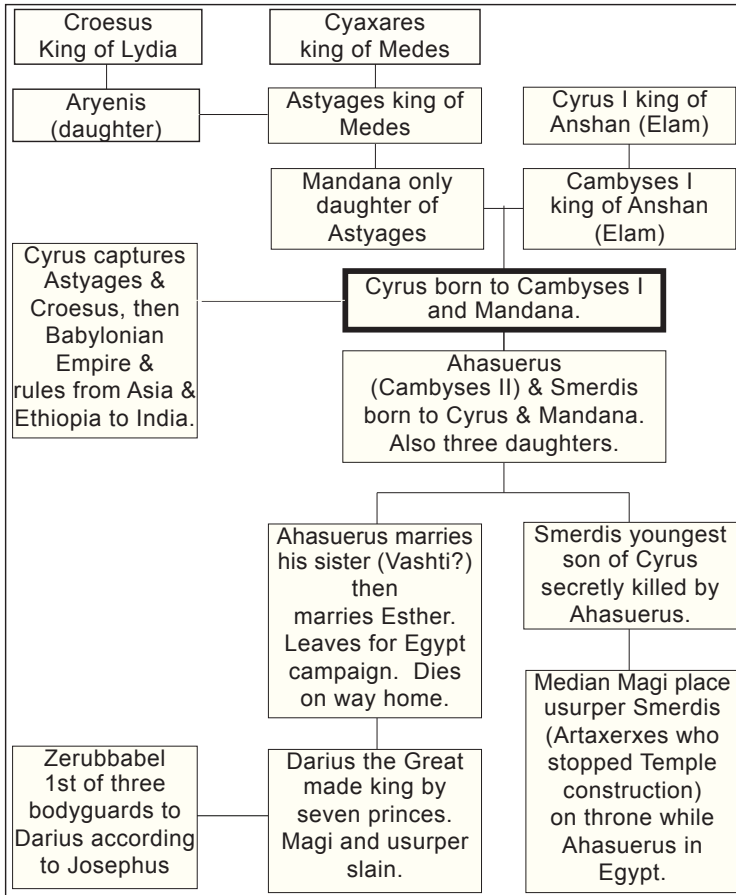 Croesus
King of Lydia
Cyaxares
king of Medes
Aryenis
(daughter)
Astyages king of
Medes
Cyrus I king of
Anshan (Elam)
Mandana only
daughter of
Astyages
Cambyses I
king of Anshan
(Elam)
Cyrus captures
Astyages &
Croesus, then
Babylonian
Empire &
rules from Asia &
Ethiopia to India.
Cyrus born to Cambyses I
and Mandana.
Ahasuerus
(Cambyses II) & Smerdis
born to Cyrus & Mandana.
Also three daughters.
Ahasuerus marries
his sister (Vashti?)
then
marries Esther.
Leaves for Egypt
campaign.  Dies
on way home.
Smerdis youngest
son of Cyrus
secretly killed by
Ahasuerus.
Zerubbabel
1st of three
bodyguards to
Darius according
to Josephus
Darius the Great
made king by
seven princes.
Magi and usurper
slain.
Median Magi place
usurper Smerdis
(Artaxerxes who
stopped Temple
construction)
on throne while
Ahasuerus in
Egypt.